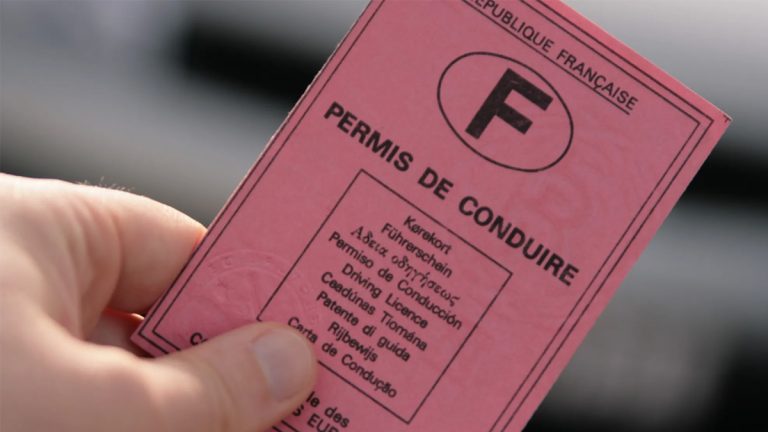 RÉPUBLIQUE FRANÇAISE
F
PERMIS DE CONDUIRE
Kørekort
Führerschein
Άδεια οδηγήσεως
Permiso de Conducción
Driving Licence
Ceadúnas Tiomána
Patente di guida
Rijbewijs
Carta de Condução
des